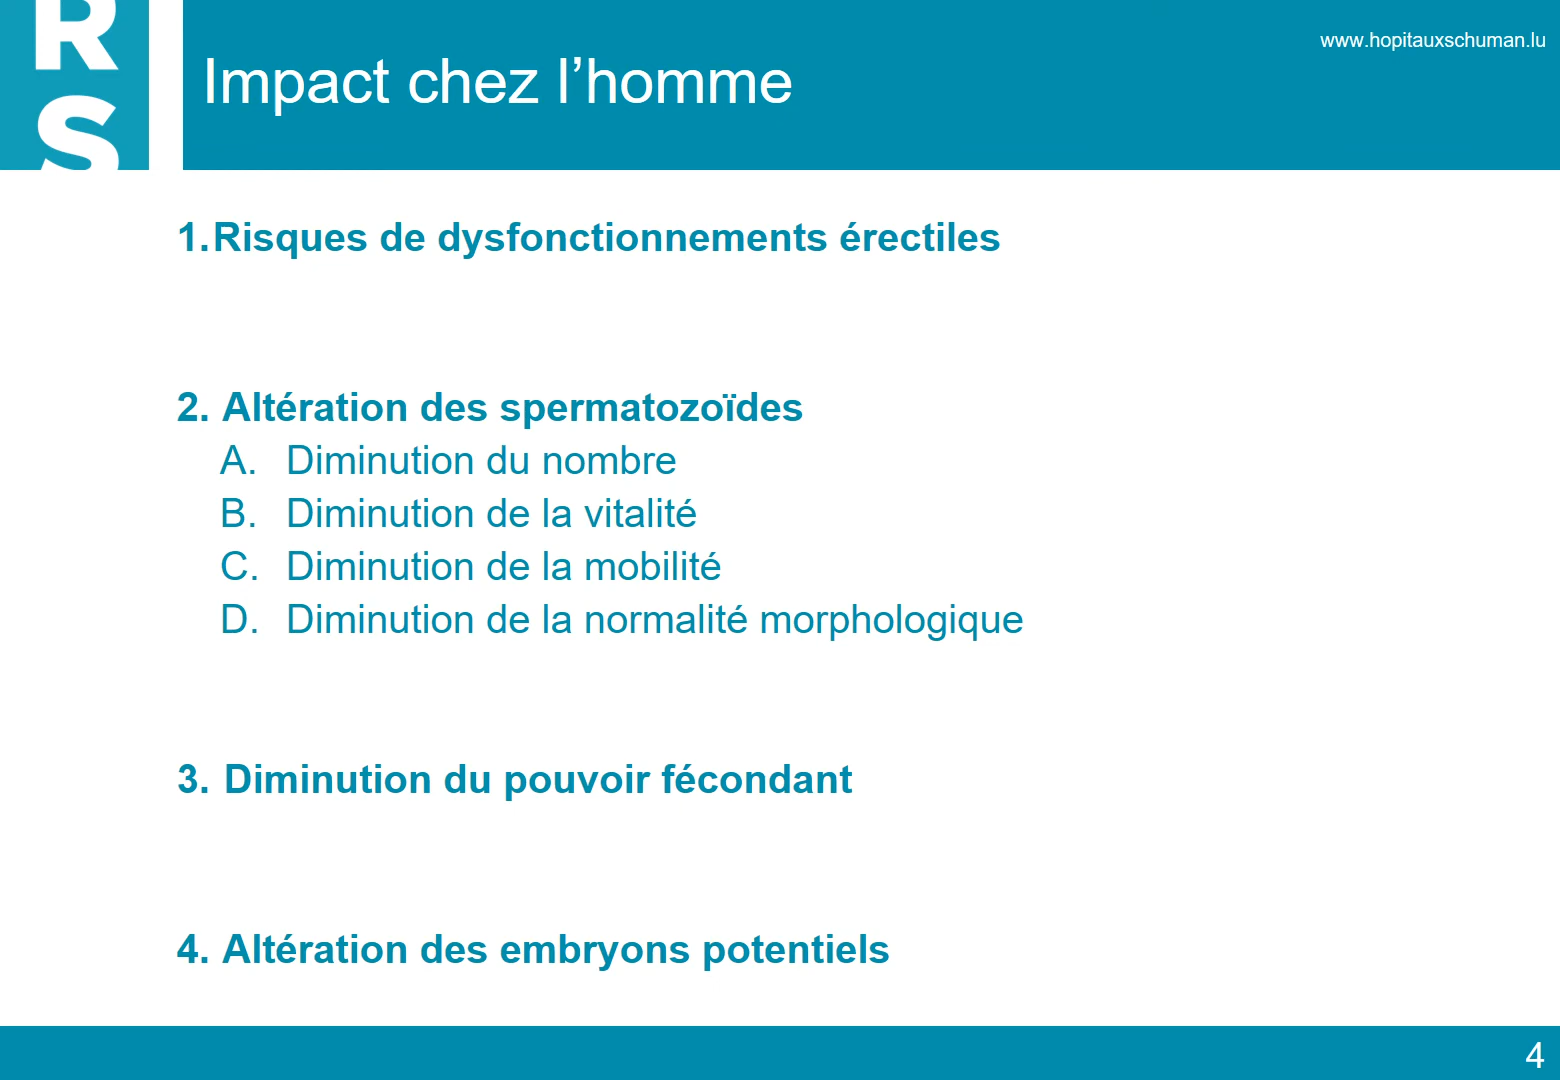 R
S
www.hopitauxschuman.lu
Impact chez l’homme
1. Risques de dysfonctionnements érectiles
2. Altération des spermatozoïdes
A. Diminution du nombre
B. Diminution de la vitalité
C. Diminution de la mobilité
D. Diminution de la normalité morphologique
3. Diminution du pouvoir fécondant
4. Altération des embryons potentiels
4